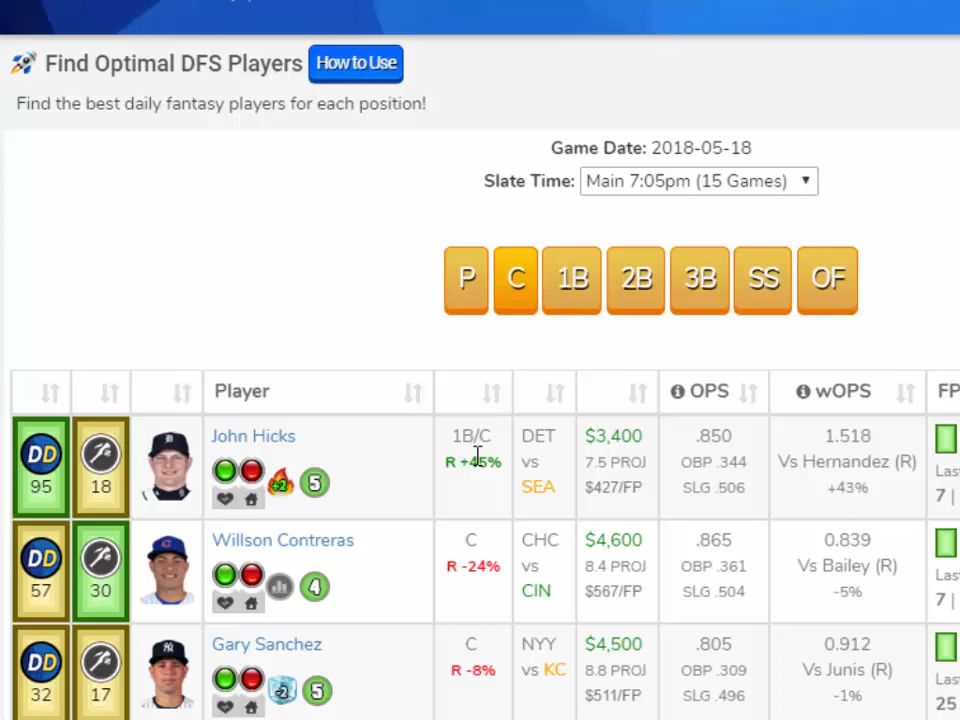 Find Optimal DFS Players How to Use
Find the best daily fantasy players for each position!
Game Date: 2018-05-18
Slate Time: Main 7:05pm (15 Games)
P C 1B 2B 3B SS OF
Player OPS wOPS FP
DD 95 18 John Hicks 1B/C DET $3,400 .850 1.518
+2 5 R +45% vs 7.5 PROJ OBP .344 Vs Hernandez (R) Las
SEA $427/FP SLG .506 +43% 7 |
DD 57 30 Willson Contreras C CHC $4,600 .865 0.839
4 R -24% vs 8.4 PROJ OBP .361 Vs Bailey (R) Las
CIN $567/FP SLG .504 -5% 7 |
DD 32 17 Gary Sanchez C NYY $4,500 .805 0.912
-2 5 R -8% vs KC 8.8 PROJ OBP .309 Vs Junis (R) Las
$511/FP SLG .496 -1% 25